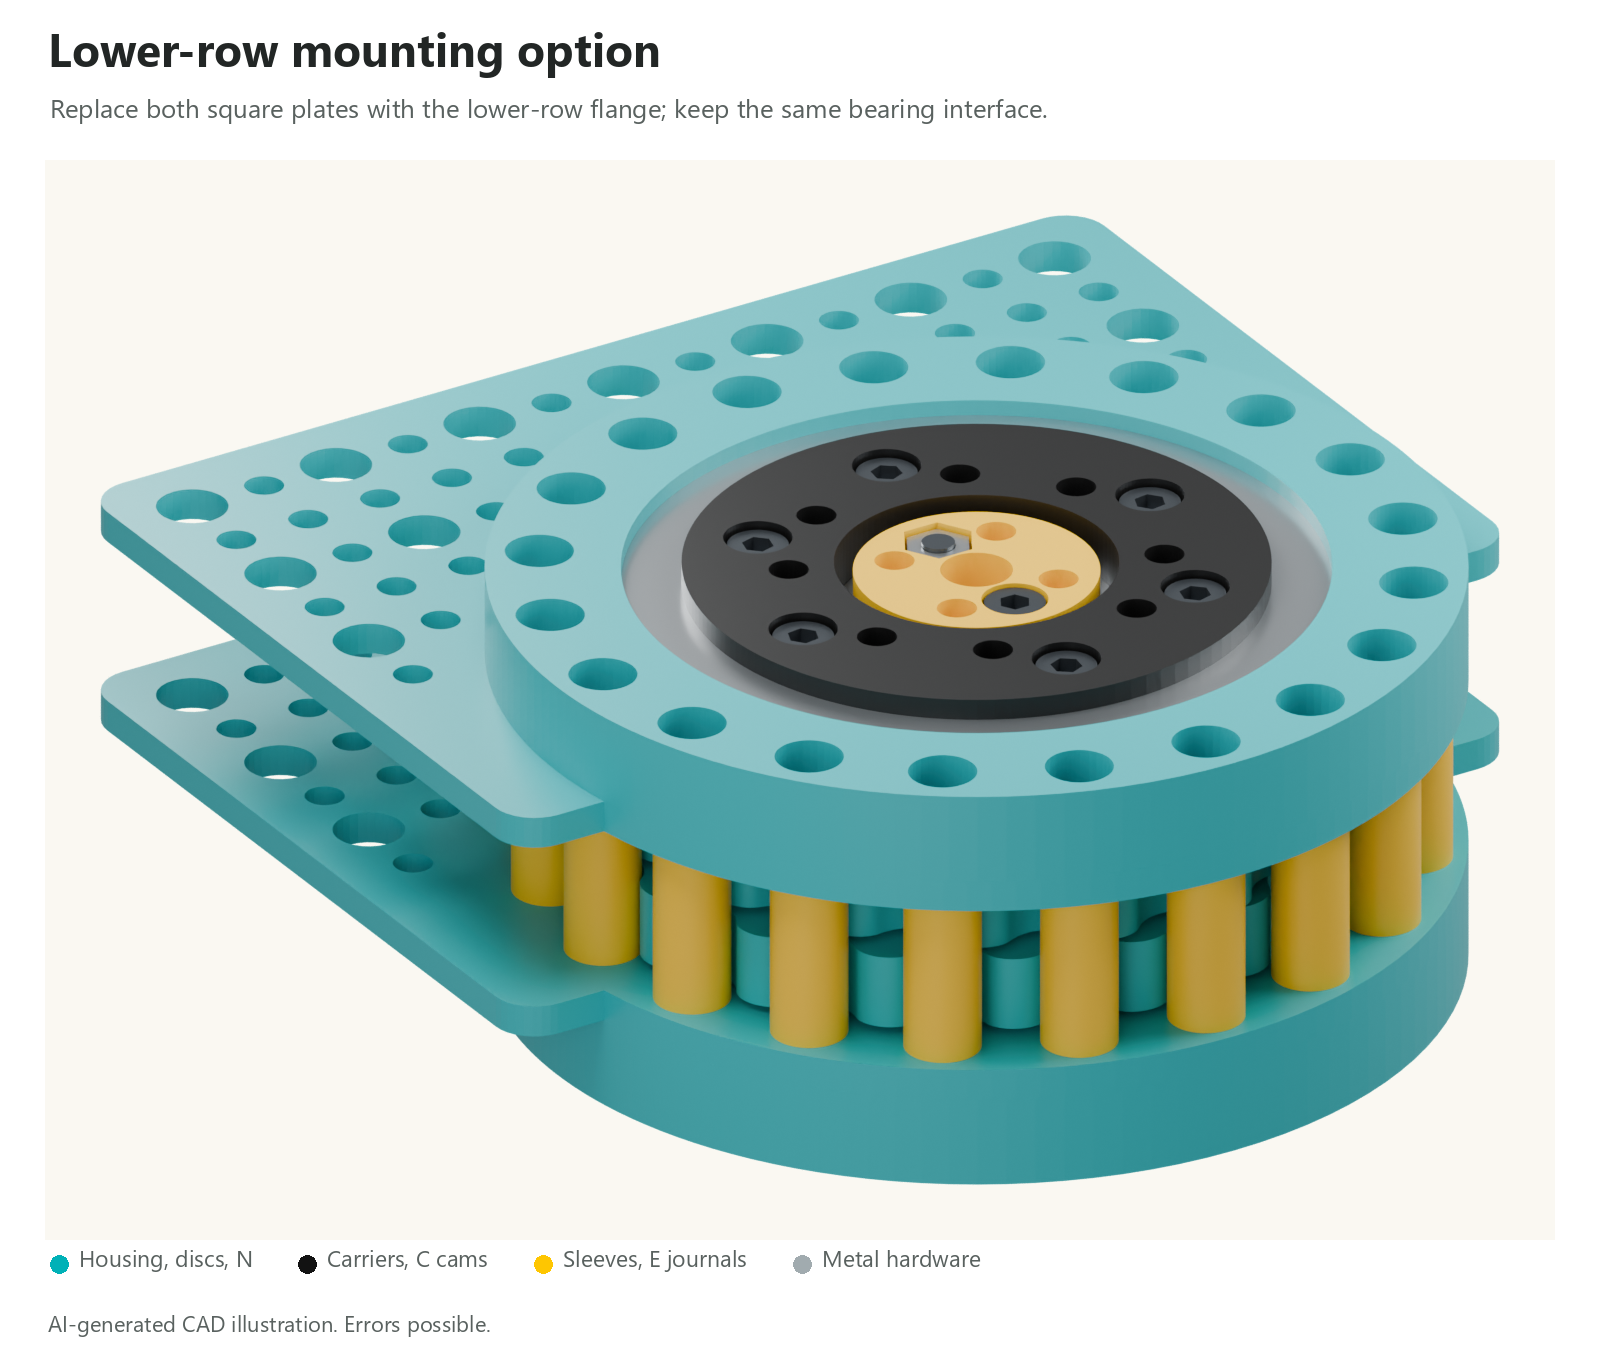 Lower-row mounting option
Replace both square plates with the lower-row flange; keep the same bearing interface.
Housing, discs, N
Carriers, C cams
Sleeves, E journals
Metal hardware
AI-generated CAD illustration. Errors possible.